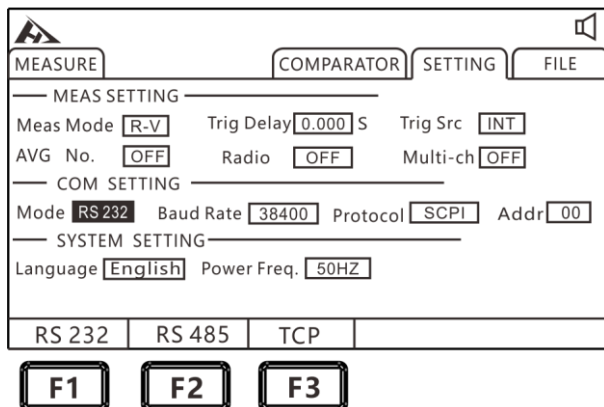 MEASURE COMPARATOR SETTING FILE
MEAS SETTING
Meas Mode R-V Trig Delay 0.000 S Trig Src INT
AVG No. OFF Radio OFF Multi-ch OFF
COM SETTING
Mode RS 232 Baud Rate 38400 Protocol SCPI Addr 00
SYSTEM SETTING
Language English Power Freq. 50HZ
RS 232 RS 485 TCP
F1 F2 F3